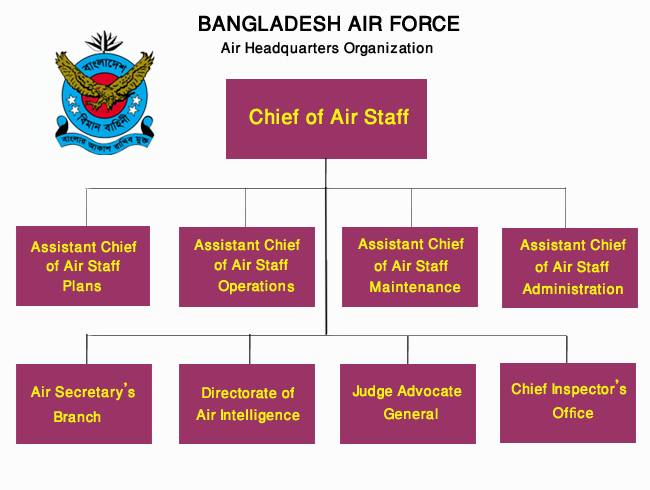 BANGLADESH AIR FORCE
Air Headquarters Organization
বাংলাদেশ
বিমান বাহিনী
বাংলার আকাশ রাখিব মুক্ত
Chief of Air Staff
Assistant Chief
of Air Staff
Plans
Assistant Chief
of Air Staff
Operations
Assistant Chief
of Air Staff
Maintenance
Assistant Chief
of Air Staff
Administration
Air Secretary's
Branch
Directorate of
Air Intelligence
Judge Advocate
General
Chief Inspector's
Office